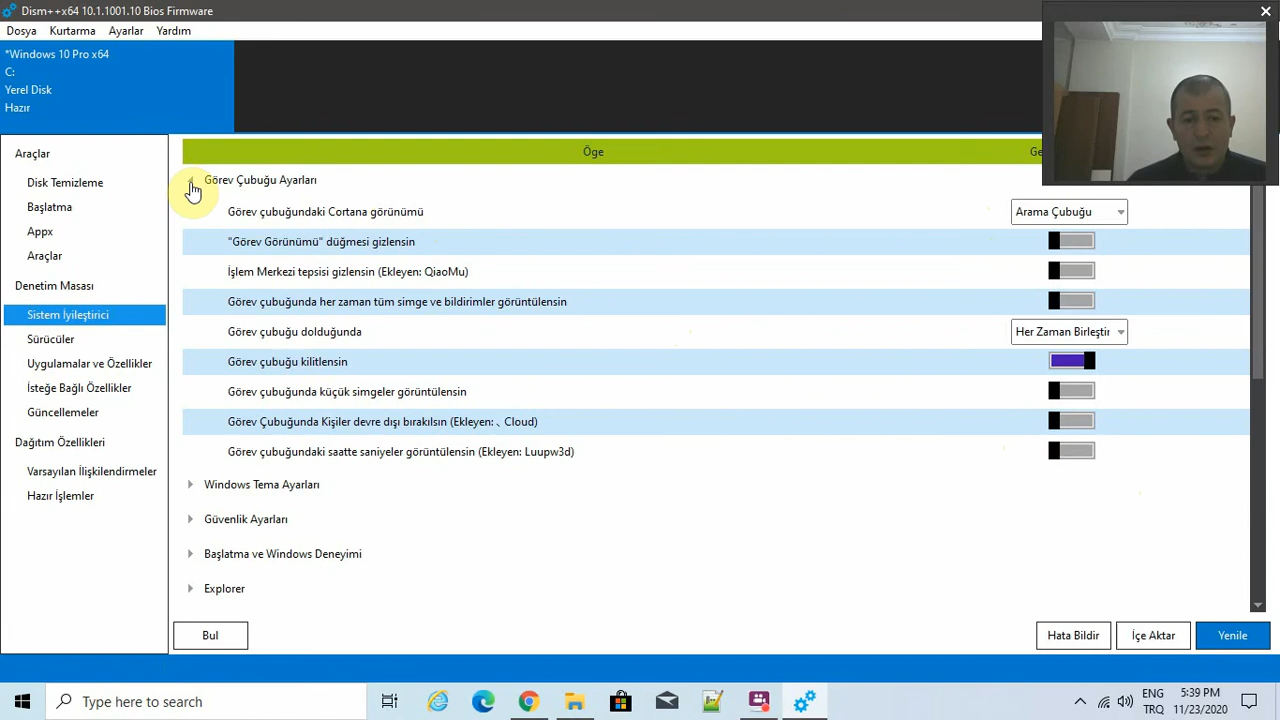 Dism++x64 10.1.1001.10 Bios Firmware
Dosya Kurtarma Ayarlar Yardım
*Windows 10 Pro x64
C:
Yerel Disk
Hazır
Araçlar
Disk Temizleme
Başlatma
Appx
Araçlar
Denetim Masası
Sistem İyileştirici
Sürücüler
Uygulamalar ve Özellikler
İsteğe Bağlı Özellikler
Güncellemeler
Dağıtım Özellikleri
Varsayılan İlişkilendirmeler
Hazır İşlemler
Öge
Görev Çubuğu Ayarları
Görev çubuğundaki Cortana görünümü Arama Çubuğu
"Görev Görünümü" düğmesi gizlensin
İşlem Merkezi tepsisi gizlensin (Ekleyen: QiaoMu)
Görev çubuğunda her zaman tüm simge ve bildirimler görüntülensin
Görev çubuğu dolduğunda Her Zaman Birleştir
Görev çubuğu kilitlensin
Görev çubuğunda küçük simgeler görüntülensin
Görev Çubuğunda Kişiler devre dışı bırakılsın (Ekleyen: 、Cloud)
Görev çubuğundaki saatte saniyeler görüntülensin (Ekleyen: Luupw3d)
Windows Tema Ayarları
Güvenlik Ayarları
Başlatma ve Windows Deneyimi
Explorer
Bul Hata Bildir İçe Aktar Yenile
Type here to search
ENG 5:39 PM
TRQ 11/23/2020